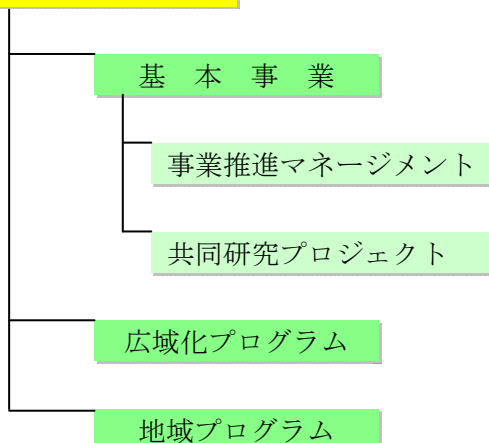 基 本 事 業
事業推進マネージメント
共同研究プロジェクト
広域化プログラム
地域プログラム